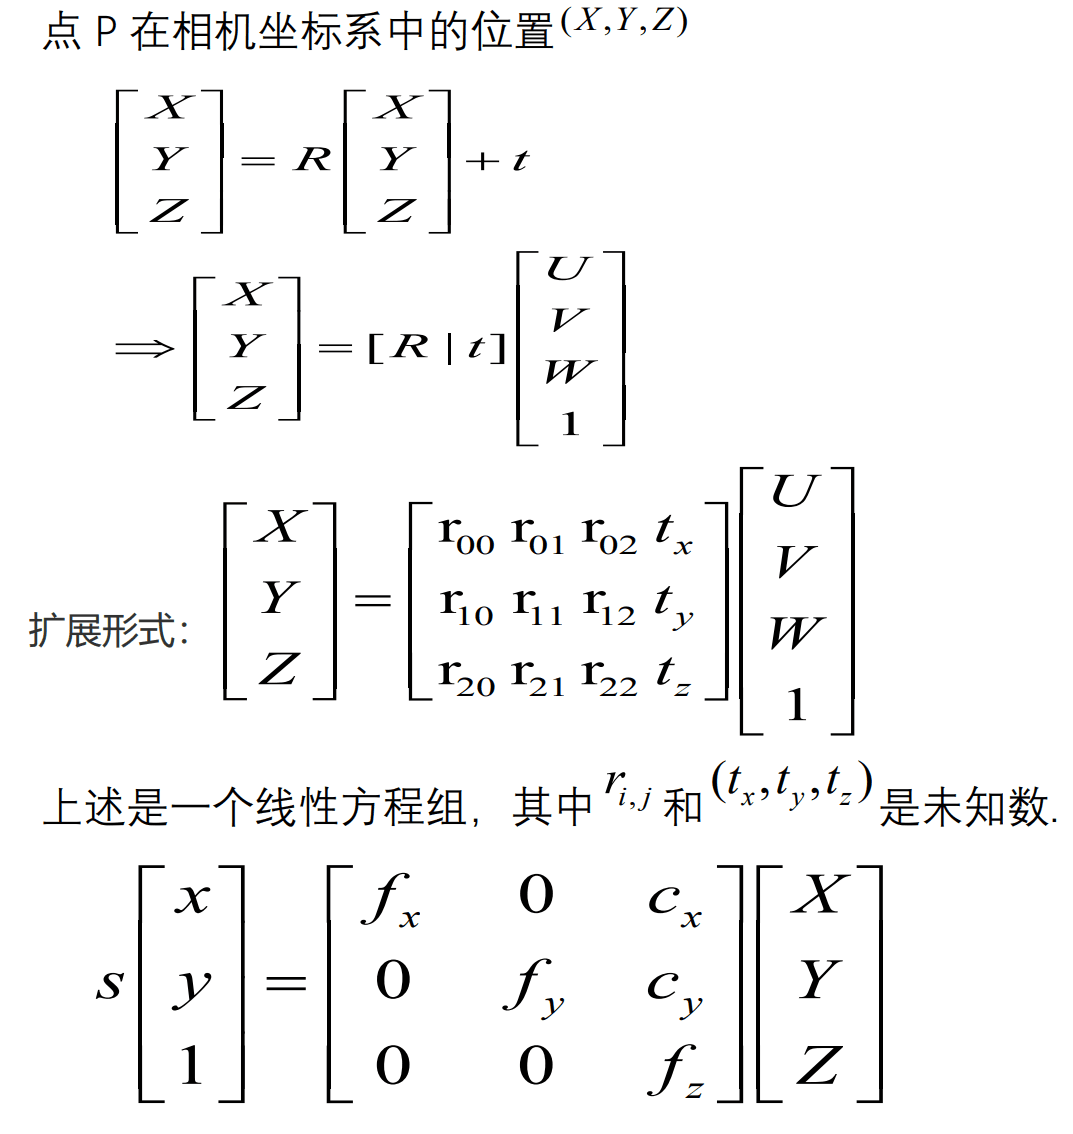 点 P 在相机坐标系中的位置(X,Y,Z)
[X Y Z] = R [X Y Z] + t
⟹ [X Y Z] = [R | t] [U V W 1]
扩展形式： [X Y Z] = [r00 r01 r02 tx r10 r11 r12 ty r20 r21 r22 tz] [U V W 1]
上述是一个线性方程组，其中 ri,j 和 (tx,ty,tz) 是未知数.
s [x y 1] = [fx 0 cx 0 fy cy 0 0 fz] [X Y Z]